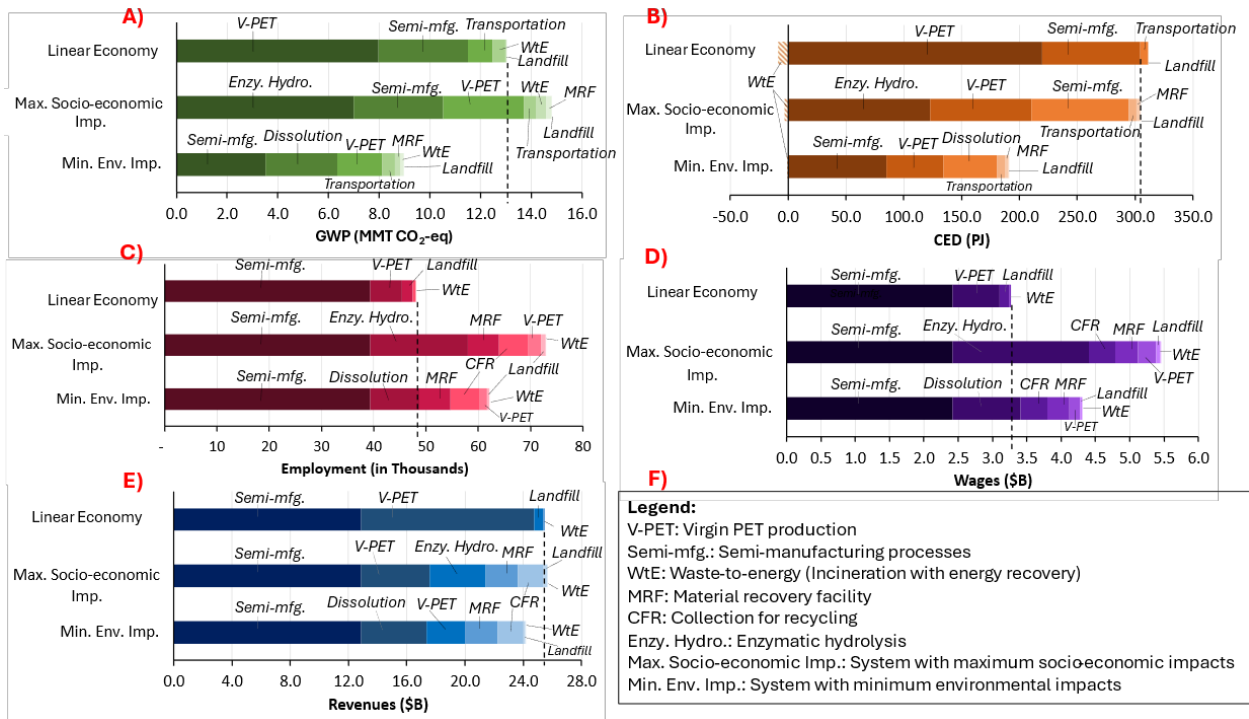 A)
V-PET
Semi-mfg.
Transportation
Linear Economy
WtE
Landfill
Enzy. Hydro.
Semi-mfg.
V-PET
WtE
MRF
Max. Socio-economic
Imp.
Landfill
Transportation
Semi-mfg.
Dissolution
V-PET
MRF
WtE
Min. Env. Imp.
Landfill
Transportation
0.0 2.0 4.0 6.0 8.0 10.0 12.0 14.0 16.0
GWP (MMT CO₂-eq)
B)
V-PET
Semi-mfg.
Transportation
Linear Economy
Landfill
WtE
Enzy. Hydro.
V-PET
Semi-mfg.
MRF
Max. Socio-economic
Imp.
Landfill
Transportation
Semi-mfg.
V-PET
Dissolution
MRF
Min. Env. Imp.
Landfill
Transportation
-50.0 0.0 50.0 100.0 150.0 200.0 250.0 300.0 350.0
CED (PJ)
C)
Semi-mfg.
V-PET
Landfill
Linear Economy
WtE
Semi-mfg.
Enzy. Hydro.
MRF
V-PET
Max. Socio-economic
Imp.
WtE
CFR
Landfill
Semi-mfg.
Dissolution
MRF
Min. Env. Imp.
WtE
V-PET
- 10 20 30 40 50 60 70 80
Employment (in Thousands)
D)
Semi-mfg.
V-PET
Landfill
Linear Economy
WtE
Semi-mfg.
Enzy. Hydro.
CFR
MRF
Landfill
Max. Socio-economic
Imp.
WtE
V-PET
Semi-mfg.
Dissolution
CFR
MRF
Landfill
Min. Env. Imp.
WtE
V-PET
0.0 0.5 1.0 1.5 2.0 2.5 3.0 3.5 4.0 4.5 5.0 5.5 6.0
Wages ($B)
E)
Semi-mfg.
V-PET
Landfill
Linear Economy
WtE
Semi-mfg.
V-PET
Enzy. Hydro.
MRF
Landfill
Max. Socio-economic
Imp.
WtE
CFR
Semi-mfg.
Dissolution
V-PET
MRF
Min. Env. Imp.
WtE
Landfill
0.0 4.0 8.0 12.0 16.0 20.0 24.0 28.0
Revenues ($B)
F)
Legend:
V-PET: Virgin PET production
Semi-mfg.: Semi-manufacturing processes
WtE: Waste-to-energy (Incineration with energy recovery)
MRF: Material recovery facility
CFR: Collection for recycling
Enzy. Hydro.: Enzymatic hydrolysis
Max. Socio-economic Imp.: System with maximum socio-economic impacts
Min. Env. Imp.: System with minimum environmental impacts